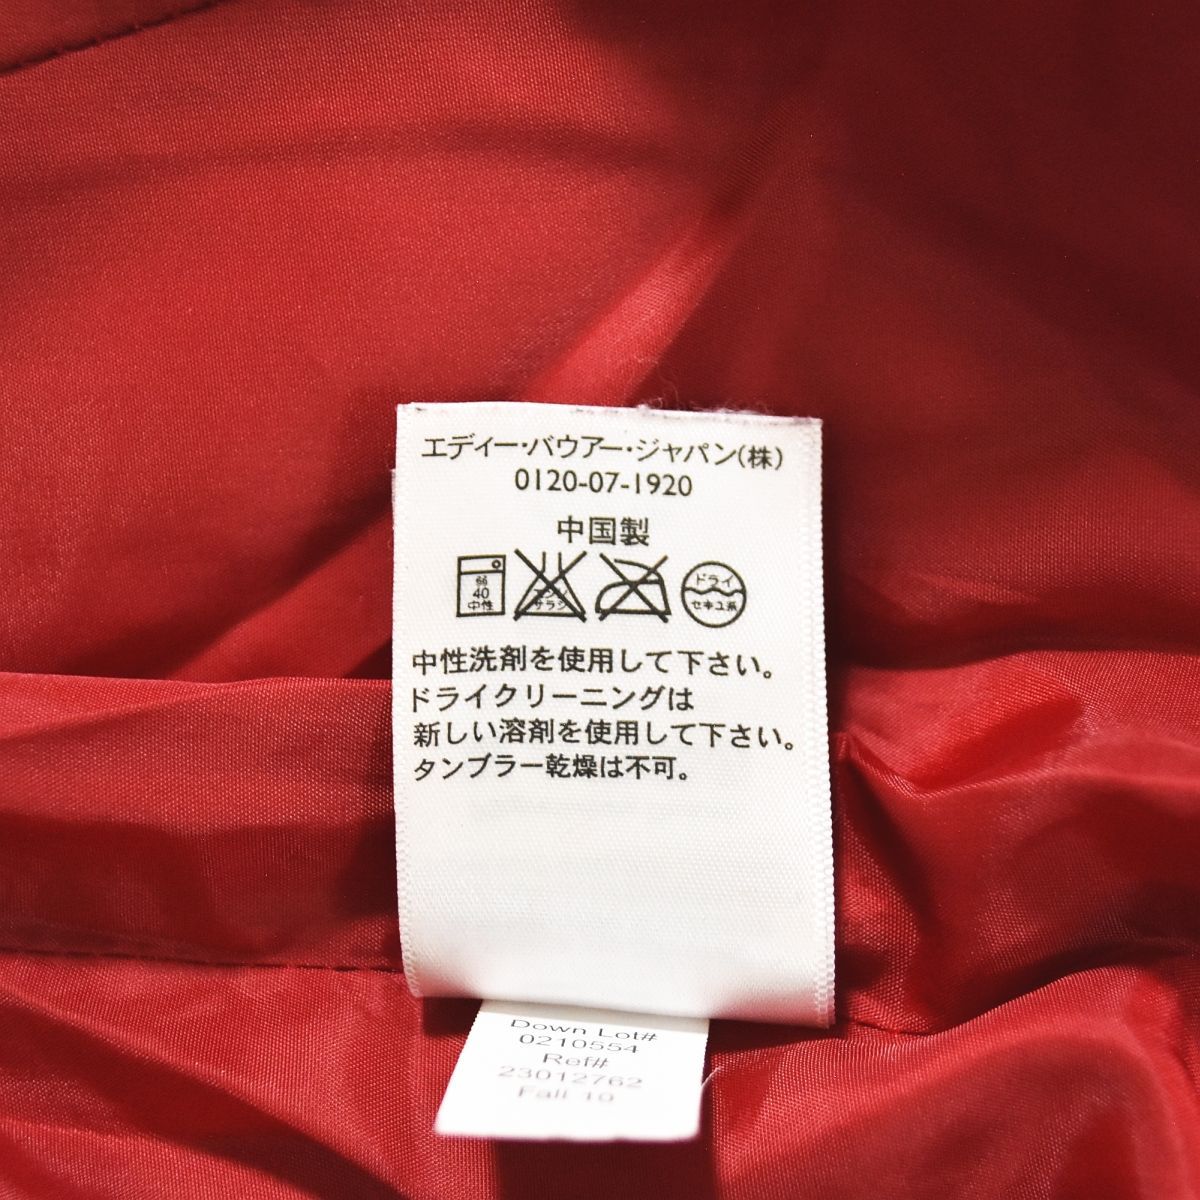 エディー・バウアー・ジャパン(株)
0120-07-1920
中国製
弱
40
中性
サラシ
ドライ
セキユ系
中性洗剤を使用して下さい。
ドライクリーニングは
新しい溶剤を使用して下さい。
タンブラー乾燥は不可。
Down Lot#
0210554
Ref#
23012762
Fall 10